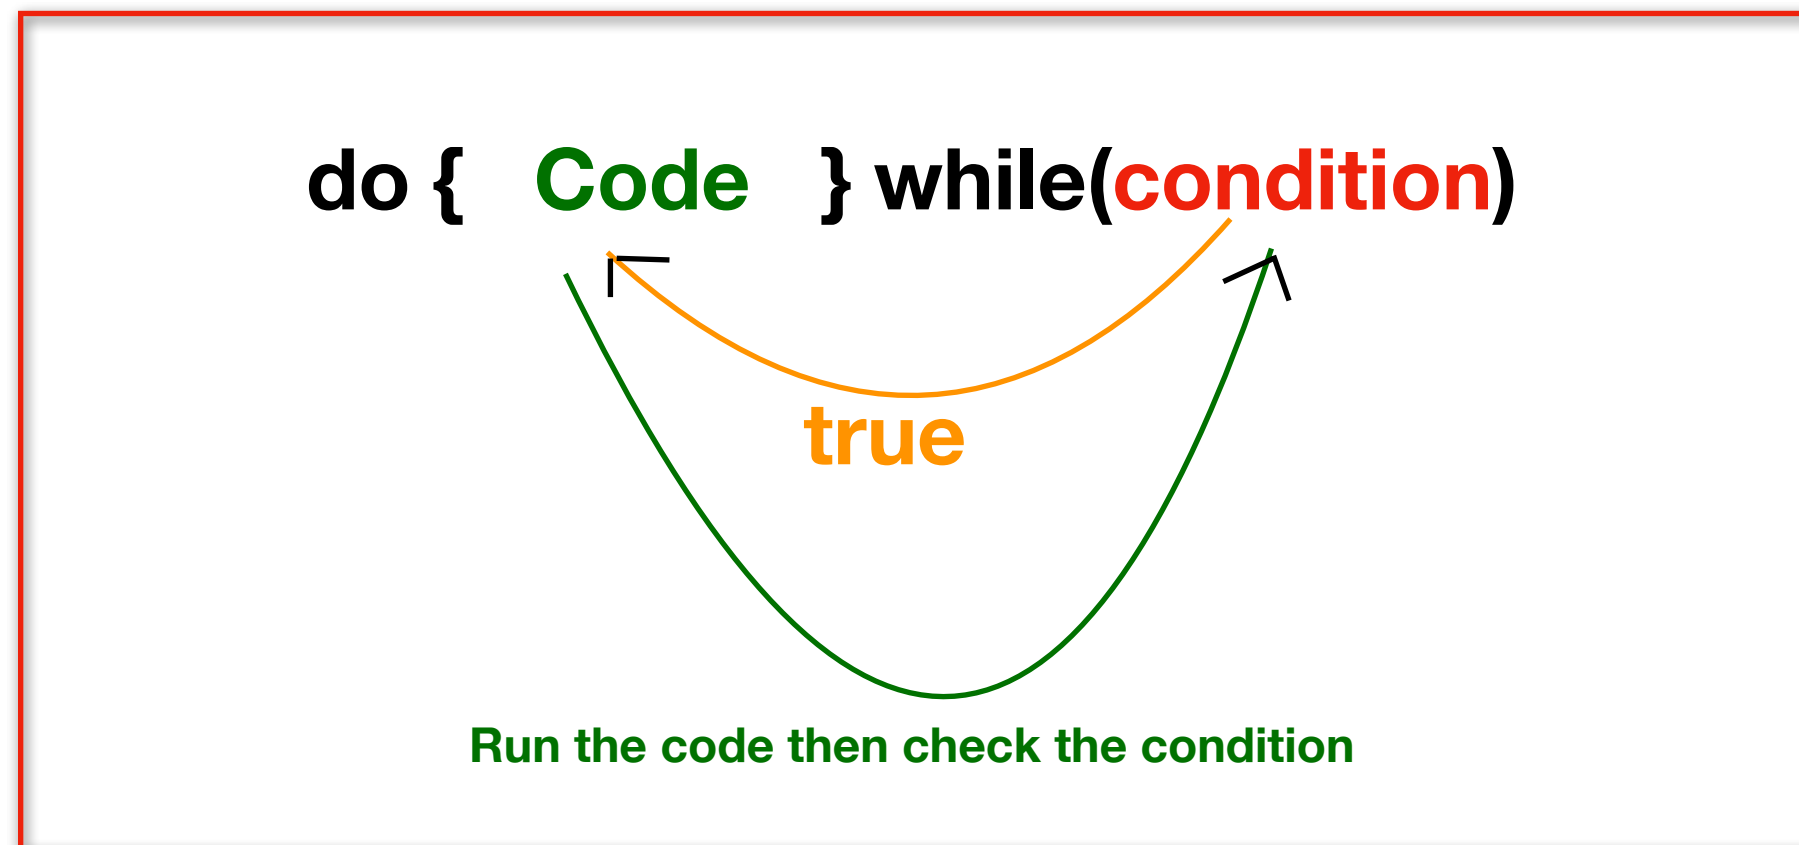 do { Code } while(condition)
true
Run the code then check the condition